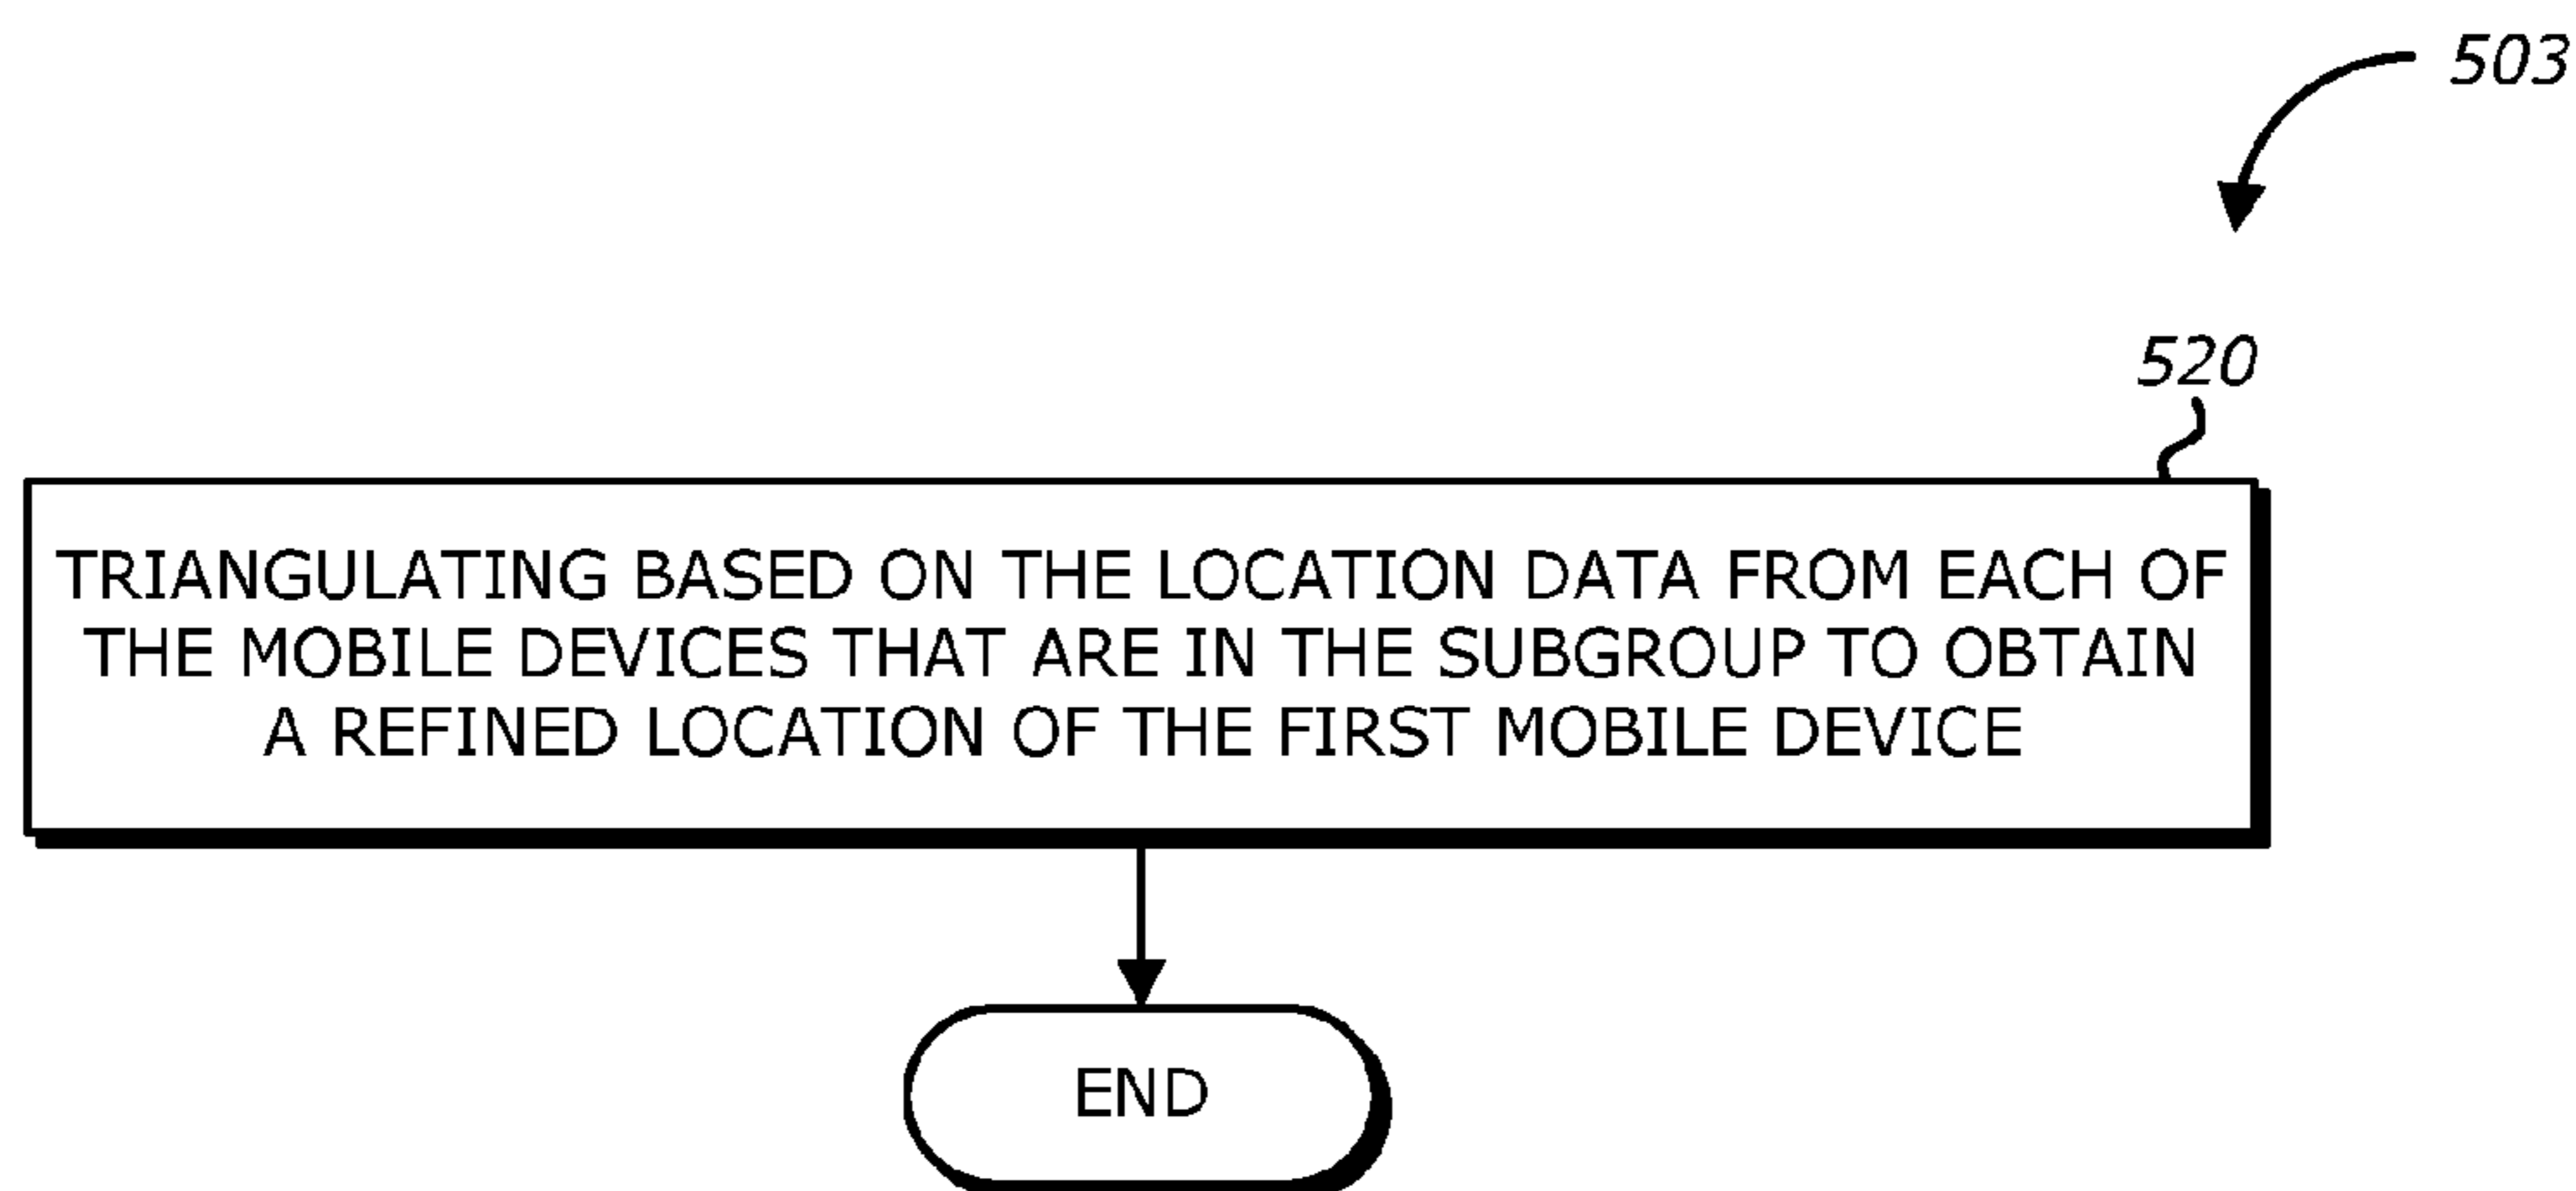 503
520
TRIANGULATING BASED ON THE LOCATION DATA FROM EACH OF
THE MOBILE DEVICES THAT ARE IN THE SUBGROUP TO OBTAIN
A REFINED LOCATION OF THE FIRST MOBILE DEVICE
END